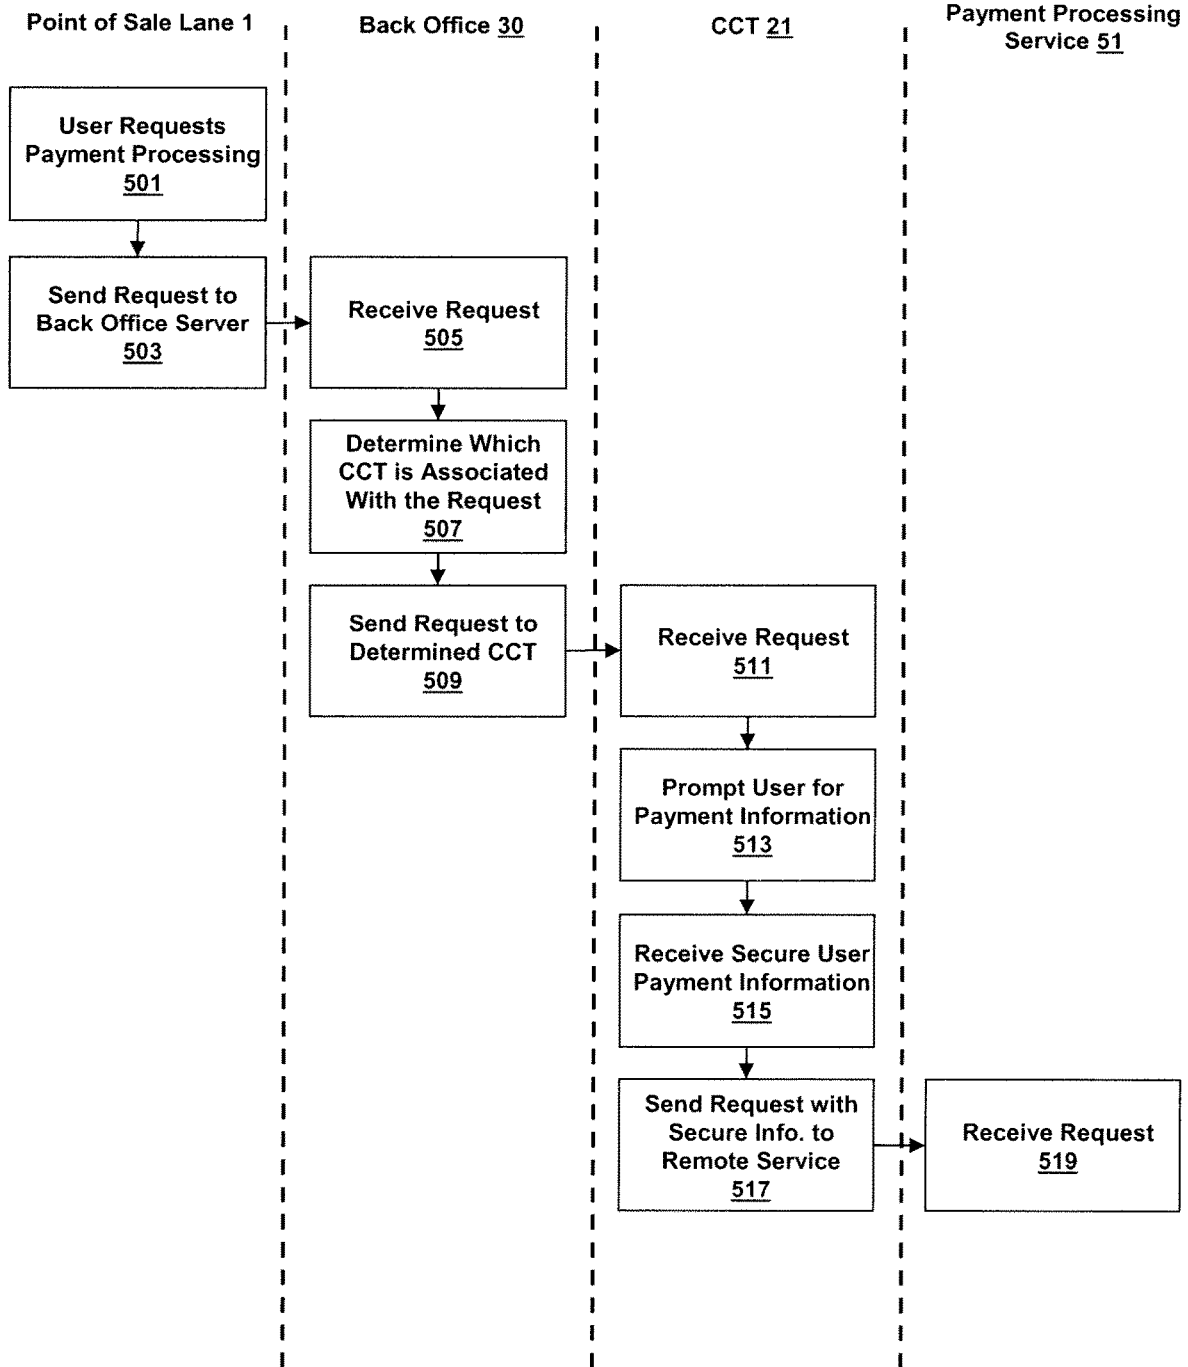 Point of Sale Lane 1
Back Office 30
CCT 21
Payment Processing
Service 51
User Requests
Payment Processing
501
Send Request to
Back Office Server
503
Receive Request
505
Determine Which
CCT is Associated
With the Request
507
Send Request to
Determined CCT
509
Receive Request
511
Prompt User for
Payment Information
513
Receive Secure User
Payment Information
515
Send Request with
Secure Info. to
Remote Service
517
Receive Request
519